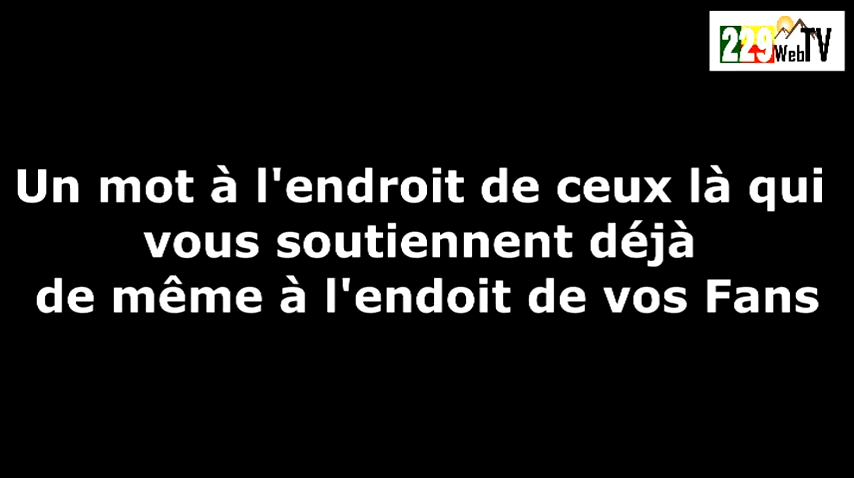 229WebTV
Un mot à l'endroit de ceux là qui
vous soutiennent déjà
de même à l'endoit de vos Fans